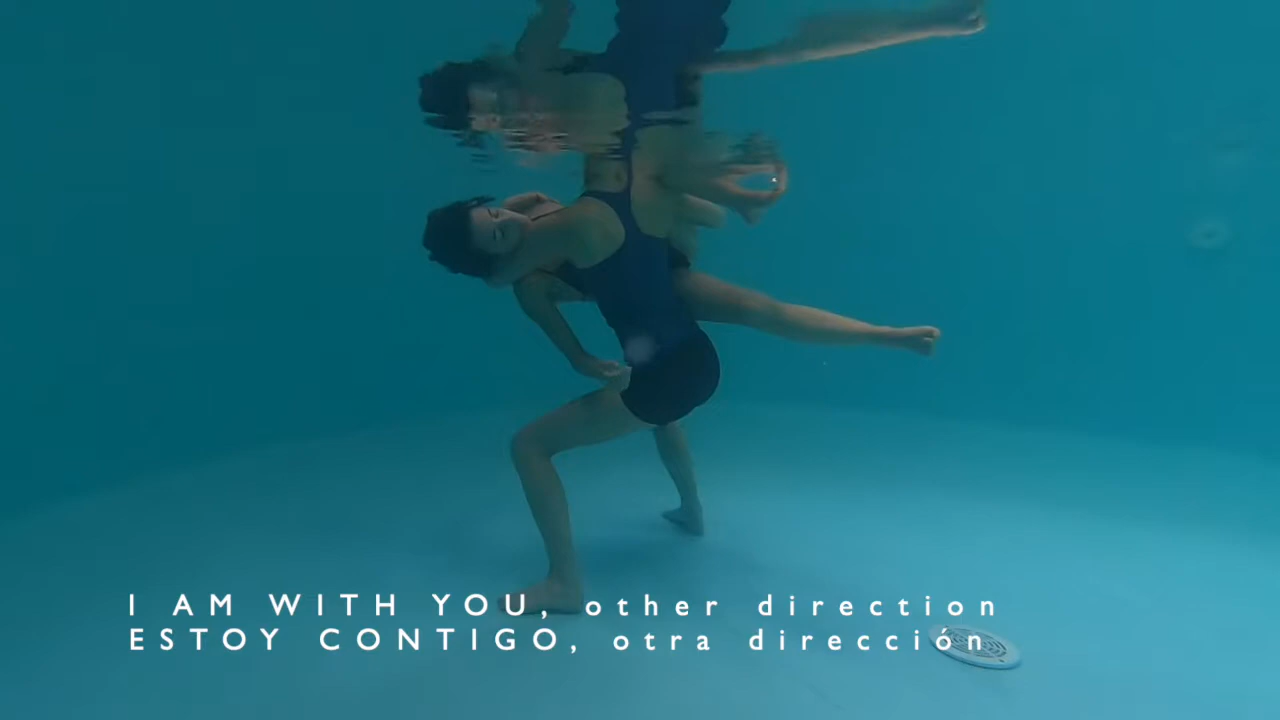 I AM WITH YOU, other direction
ESTOY CONTIGO, otra dirección